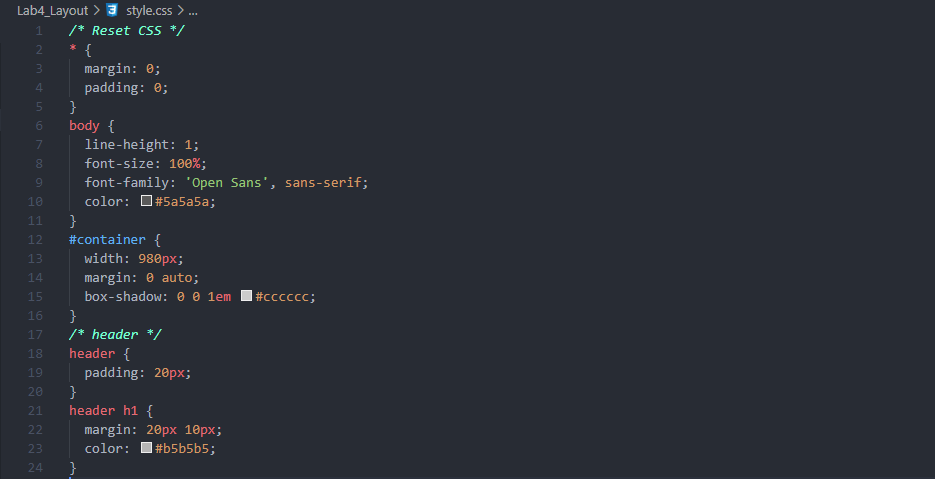 Lab4_Layout > style.css > ...
1 /* Reset CSS */
2 * {
3 margin: 0;
4 padding: 0;
5 }
6 body {
7 line-height: 1;
8 font-size: 100%;
9 font-family: 'Open Sans', sans-serif;
10 color: #5a5a5a;
11 }
12 #container {
13 width: 980px;
14 margin: 0 auto;
15 box-shadow: 0 0 1em #cccccc;
16 }
17 /* header */
18 header {
19 padding: 20px;
20 }
21 header h1 {
22 margin: 20px 10px;
23 color: #b5b5b5;
24 }